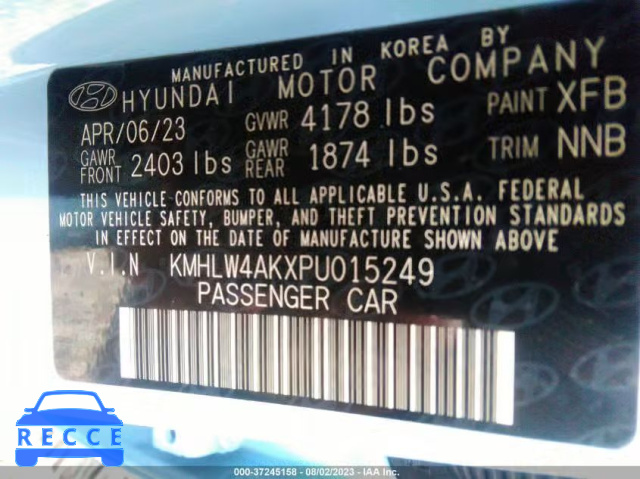 MANUFACTURED IN KOREA BY
HYUNDAI MOTOR COMPANY
APR/06/23 GVWR 4178 lbs PAINT XFB
GAWR FRONT 2403 lbs GAWR REAR 1874 lbs TRIM NNB
THIS VEHICLE CONFORMS TO ALL APPLICABLE U.S.A. FEDERAL
MOTOR VEHICLE SAFETY, BUMPER, AND THEFT PREVENTION STANDARDS
IN EFFECT ON THE DATE OF MANUFACTURE SHOWN ABOVE.
V.I.N KMHLW4AKXPU015249
PASSENGER CAR
RECCE
000-37245158 - 08/02/2023 - IAA Inc.